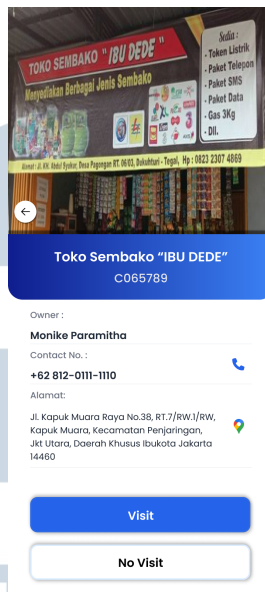 TOKO SEMBAKO " IBU DEDE "
Menyediakan Berbagai Jenis Sembako
Sedia :
- Token Listrik
- Paket Telepon
- Paket SMS
- Paket Data
- Gas 3Kg
- Dll.
Alamat : Jl. KH. Abdul Syukur, Desa Pagongan RT. 06/03, Dukuhturi - Tegal, Hp : 0823 2307 4869
Toko Sembako “IBU DEDE”
C065789
Owner :
Monike Paramitha
Contact No. :
+62 812-0111-1110
Alamat:
Jl. Kapuk Muara Raya No.38, RT.7/RW.1/RW,
Kapuk Muara, Kecamatan Penjaringan,
Jkt Utara, Daerah Khusus Ibukota Jakarta
14460
Visit
No Visit